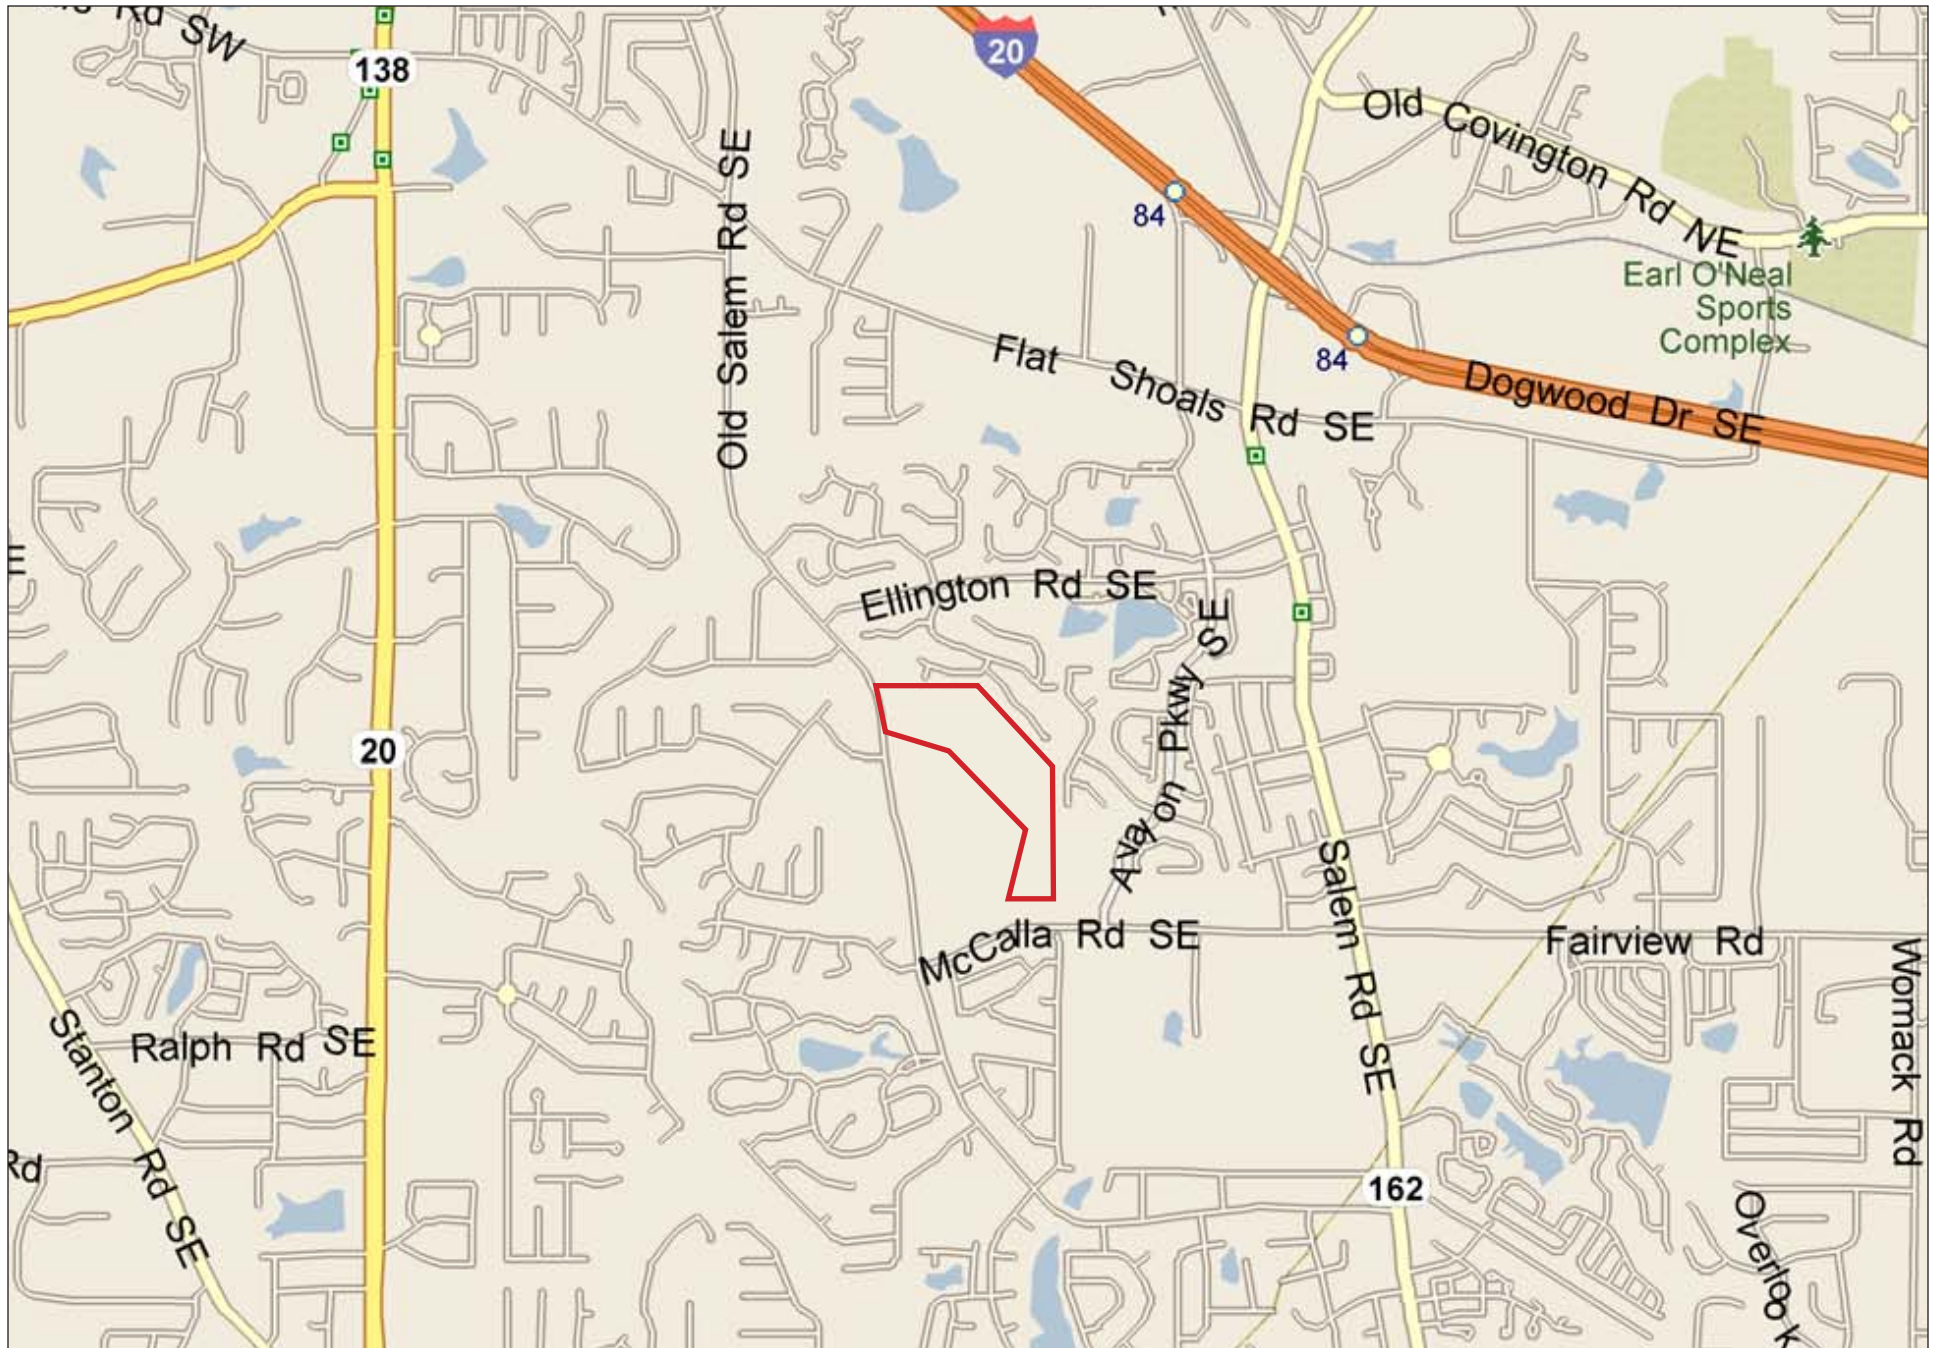 Rd SW
138
20
Old Covington Rd NE
84
Earl O'Neal
Sports
Complex
Old Salem Rd SE
Flat Shoals Rd SE
84
Dogwood Dr SE
Ellington Rd SE
Avalon Pkwy SE
20
Salem Rd SE
McCalla Rd SE
Fairview Rd
Womack Rd
Stanton Rd SE
Ralph Rd SE
Rd
162
Overlook